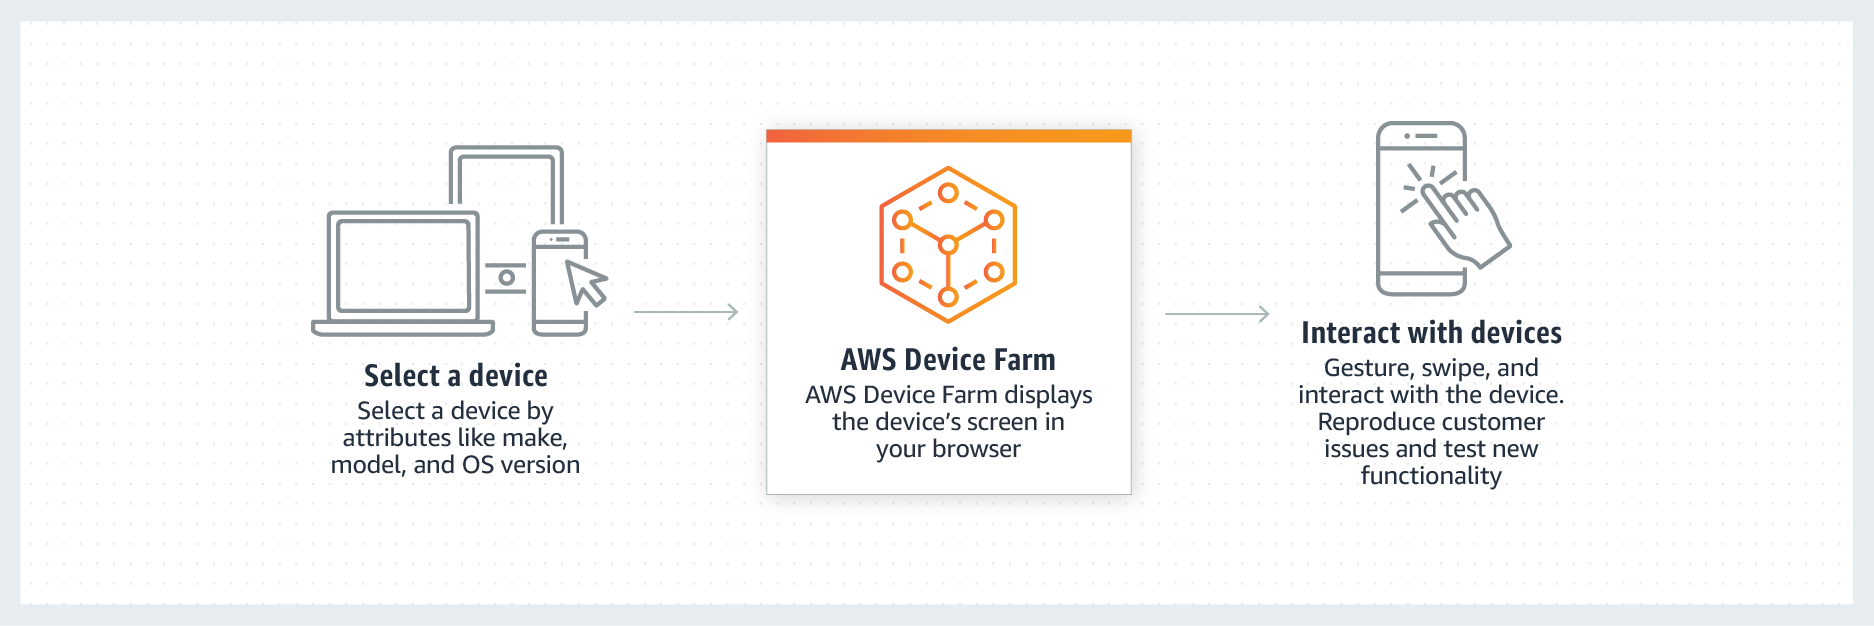 Select a device
Select a device by
attributes like make,
model, and OS version
AWS Device Farm
AWS Device Farm displays
the device’s screen in
your browser
Interact with devices
Gesture, swipe, and
interact with the device.
Reproduce customer
issues and test new
functionality